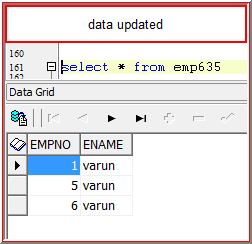 data updated
160
161 select * from emp635
162
Data Grid
EMPNO ENAME
1 varun
5 varun
6 varun